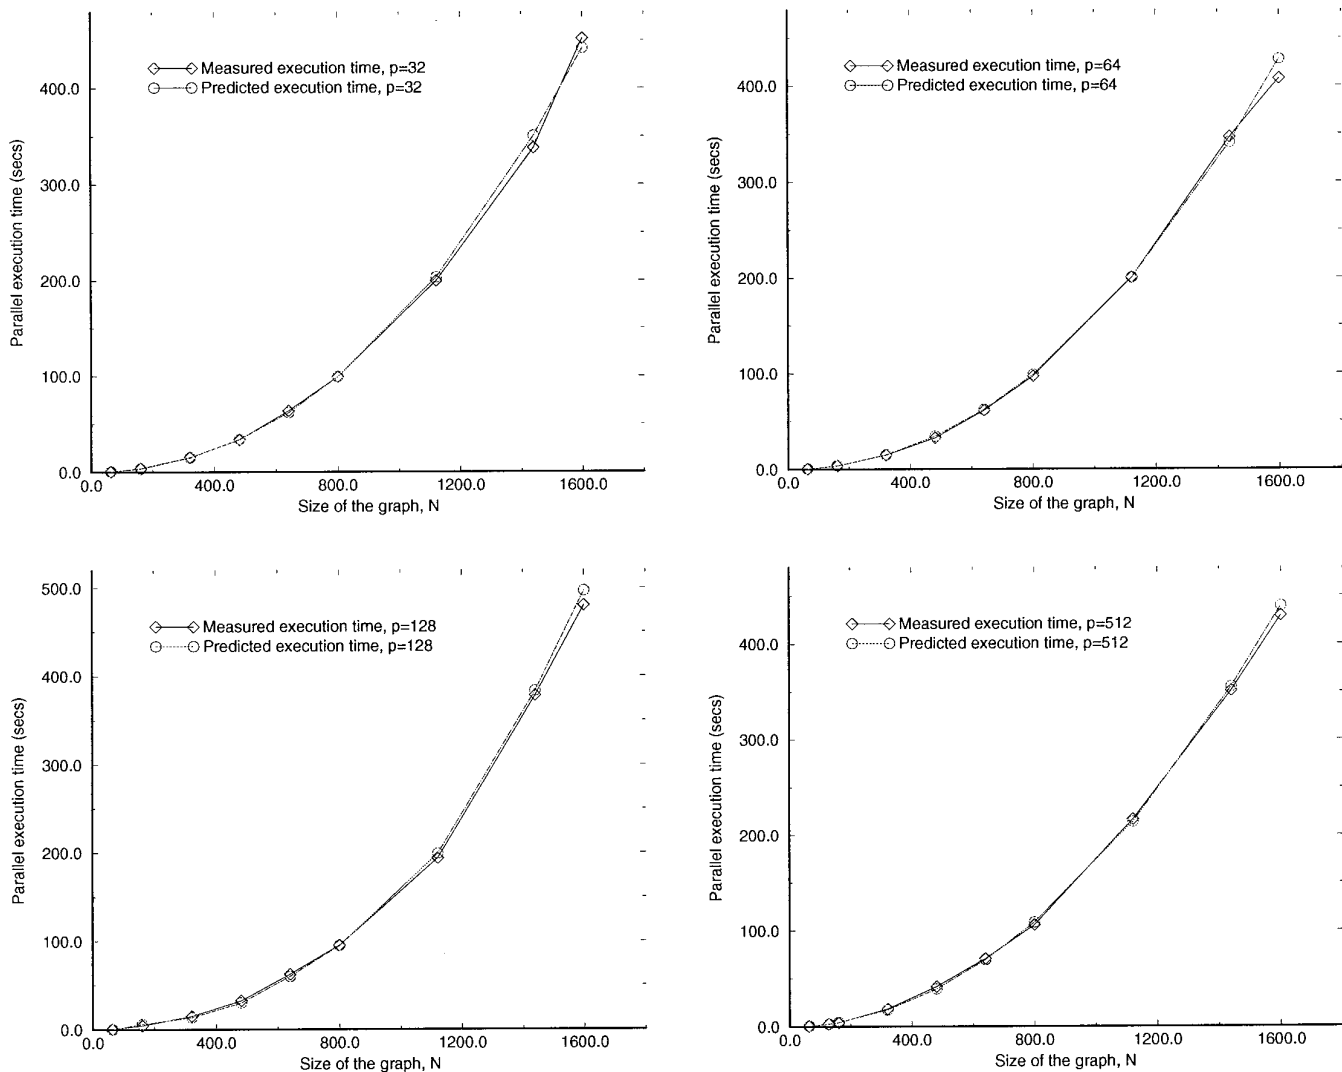 Measured execution time, p=32
Predicted execution time, p=32
400.0
300.0
200.0
100.0
0.0
0.0 400.0 800.0 1200.0 1600.0
Size of the graph, N
Parallel execution time (secs)
Measured execution time, p=64
Predicted execution time, p=64
400.0
300.0
200.0
100.0
0.0
0.0 400.0 800.0 1200.0 1600.0
Size of the graph, N
Parallel execution time (secs)
500.0
Measured execution time, p=128
Predicted execution time, p=128
400.0
300.0
200.0
100.0
0.0
0.0 400.0 800.0 1200.0 1600.0
Size of the graph, N
Parallel execution time (secs)
Measured execution time, p=512
Predicted execution time, p=512
400.0
300.0
200.0
100.0
0.0
0.0 400.0 800.0 1200.0 1600.0
Size of the graph, N
Parallel execution time (secs)